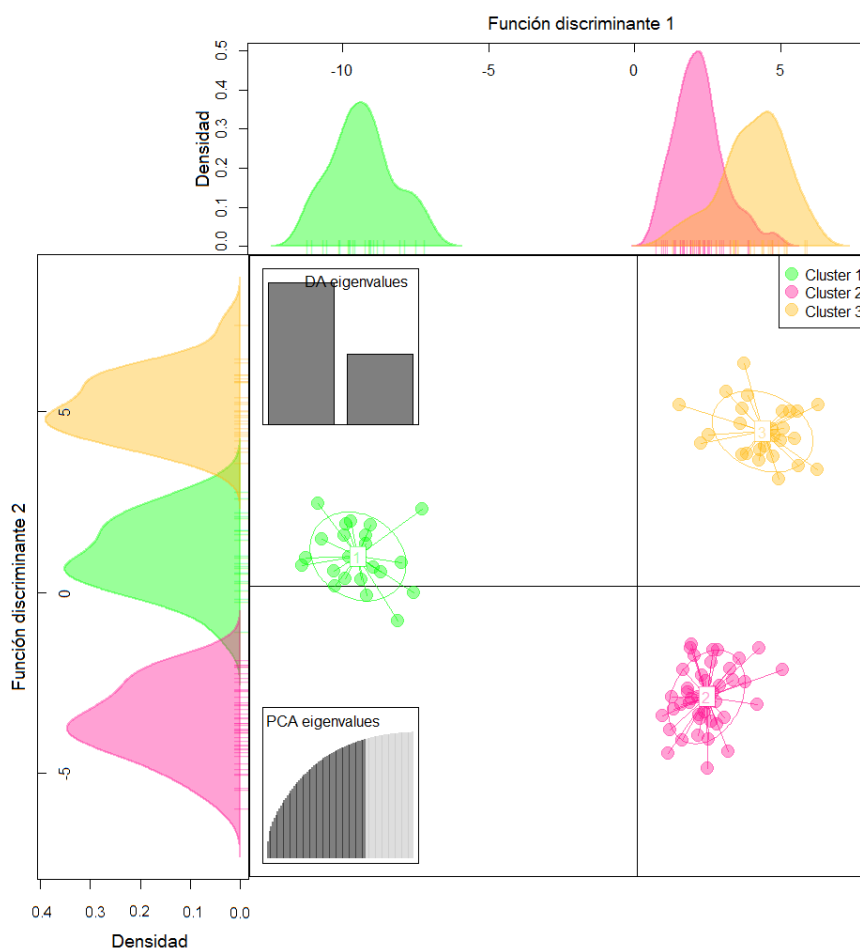 Función discriminante 1
-10 -5 0 5
0.0 0.1 0.2 0.3 0.4 0.5
Densidad
DA eigenvalues
Cluster 1
Cluster 2
Cluster 3
3
1
2
Función discriminante 2
5
0
-5
PCA eigenvalues
0.4 0.3 0.2 0.1 0.0
Densidad